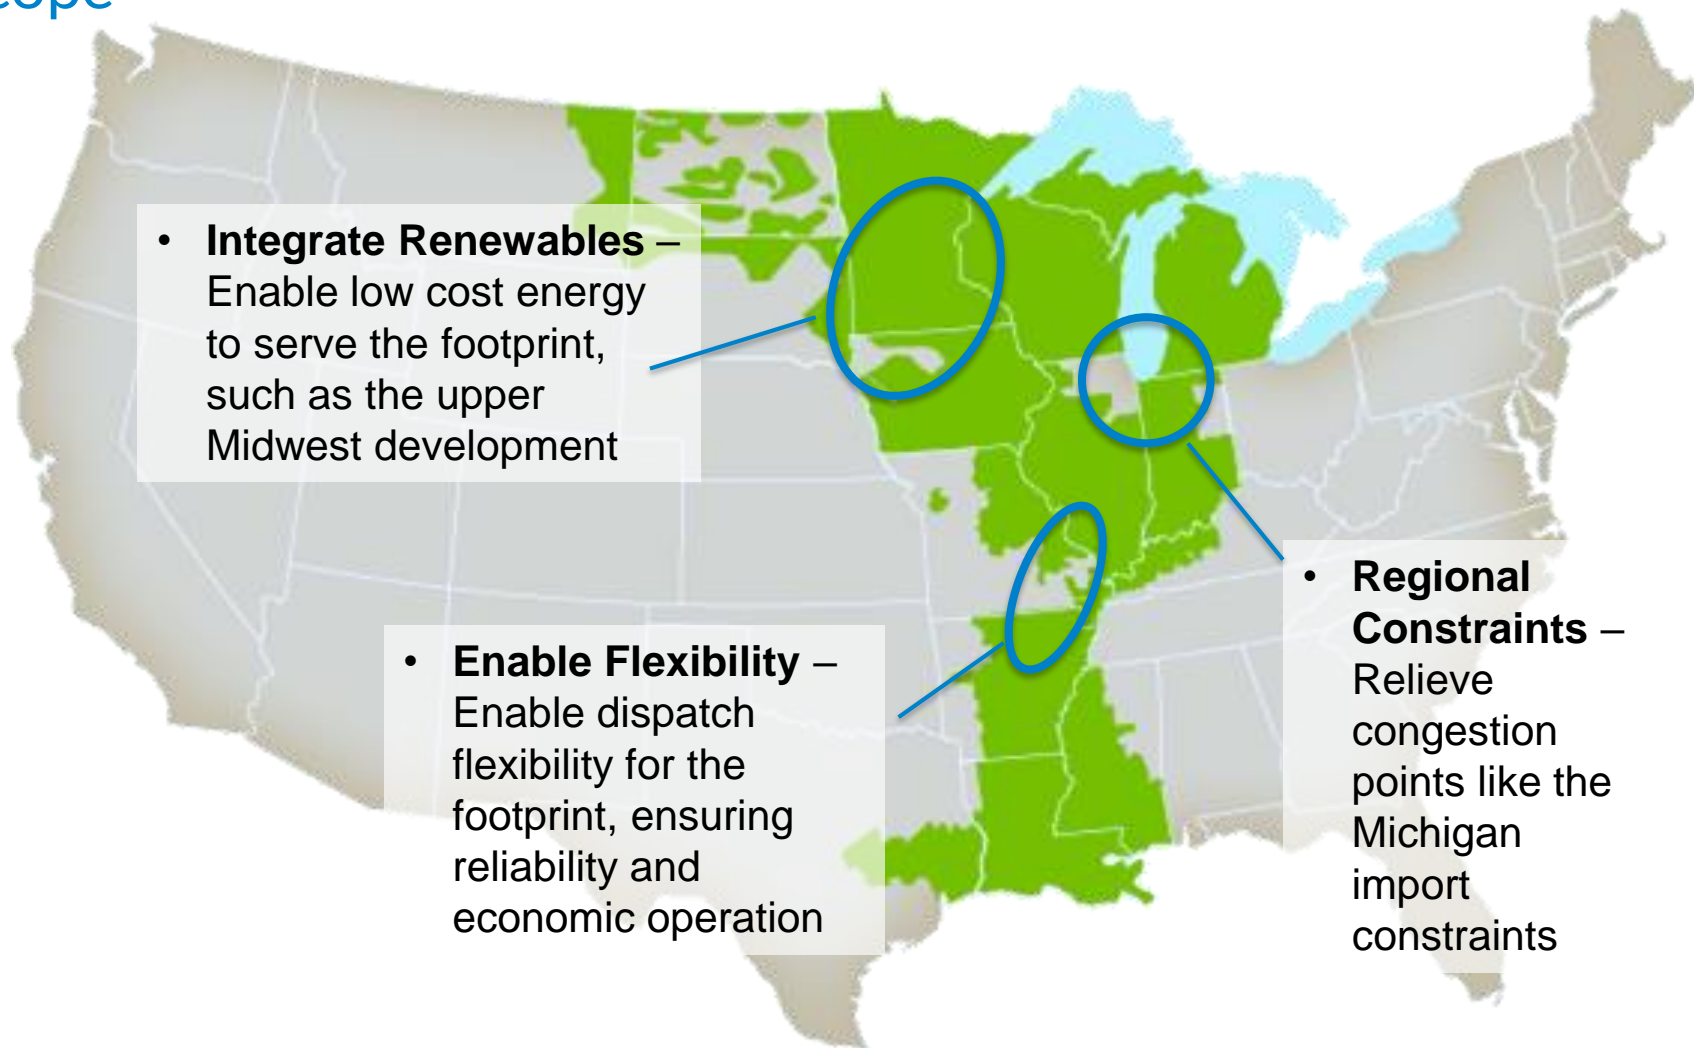 • Integrate Renewables –
Enable low cost energy
to serve the footprint,
such as the upper
Midwest development
• Enable Flexibility –
Enable dispatch
flexibility for the
footprint, ensuring
reliability and
economic operation
• Regional
Constraints –
Relieve
congestion
points like the
Michigan
import
constraints